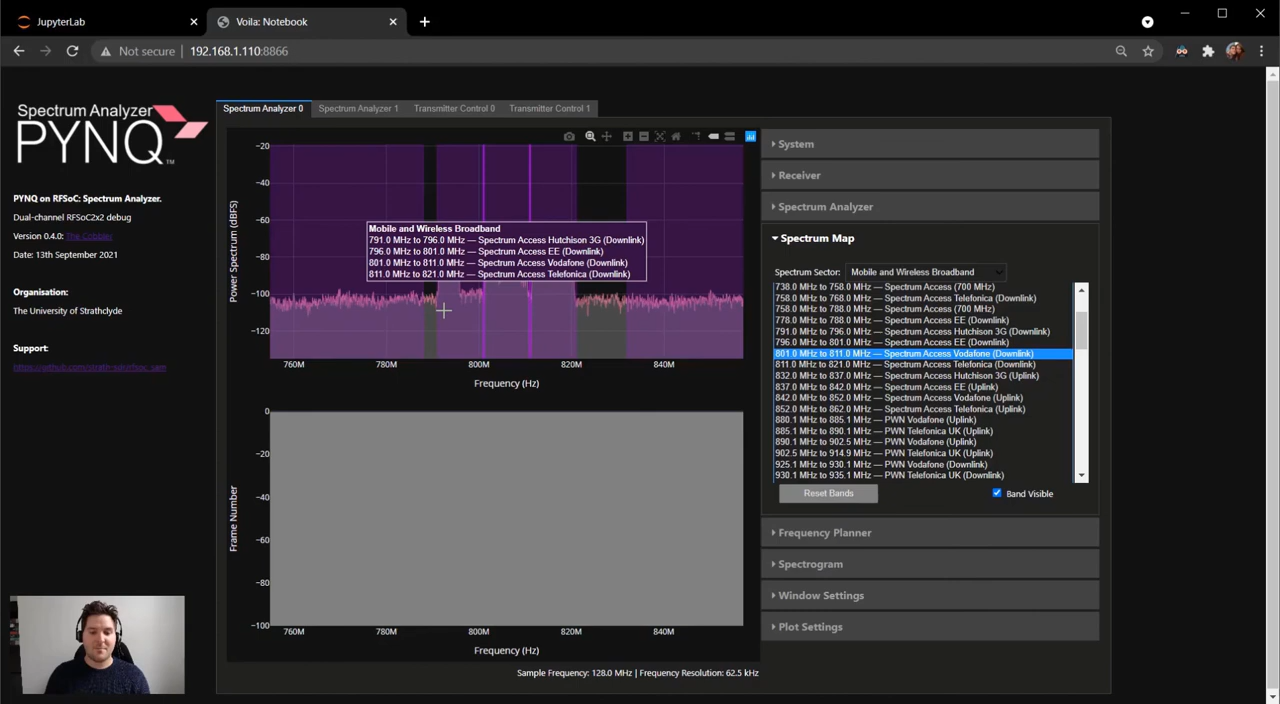 JupyterLab
Voila: Notebook
Not secure
192.168.1.110:8866
Spectrum Analyzer
PYNQ™
PYNQ on RFSoC: Spectrum Analyzer.
Dual-channel RFSoC2x2 debug
Version 0.4.0:
Date: 13th September 2021
Organisation:
The University of Strathclyde
Support:
Spectrum Analyzer 0
Spectrum Analyzer 1
Transmitter Control 0
Transmitter Control 1
Power Spectrum (dBFS)
−20
−40
−60
−80
−100
−120
Mobile and Wireless Broadband
791.0 MHz to 796.0 MHz — Spectrum Access Hutchison 3G (Downlink)
796.0 MHz to 801.0 MHz — Spectrum Access EE (Downlink)
801.0 MHz to 811.0 MHz — Spectrum Access Vodafone (Downlink)
811.0 MHz to 821.0 MHz — Spectrum Access Telefonica (Downlink)
760M
780M
800M
820M
840M
Frequency (Hz)
Frame Number
0
−20
−40
−60
−80
−100
760M
780M
800M
820M
840M
Frequency (Hz)
Sample Frequency: 128.0 MHz | Frequency Resolution: 62.5 kHz
System
Receiver
Spectrum Analyzer
Spectrum Map
Spectrum Sector:
Mobile and Wireless Broadband
738.0 MHz to 758.0 MHz — Spectrum Access (700 MHz)
758.0 MHz to 768.0 MHz — Spectrum Access Telefonica (Downlink)
758.0 MHz to 788.0 MHz — Spectrum Access (700 MHz)
778.0 MHz to 788.0 MHz — Spectrum Access EE (Downlink)
791.0 MHz to 796.0 MHz — Spectrum Access Hutchison 3G (Downlink)
796.0 MHz to 801.0 MHz — Spectrum Access EE (Downlink)
801.0 MHz to 811.0 MHz — Spectrum Access Vodafone (Downlink)
811.0 MHz to 821.0 MHz — Spectrum Access Telefonica (Downlink)
832.0 MHz to 837.0 MHz — Spectrum Access Hutchison 3G (Uplink)
837.0 MHz to 842.0 MHz — Spectrum Access EE (Uplink)
842.0 MHz to 852.0 MHz — Spectrum Access Vodafone (Uplink)
852.0 MHz to 862.0 MHz — Spectrum Access Telefonica (Uplink)
880.1 MHz to 885.1 MHz — PWN Vodafone (Uplink)
885.1 MHz to 890.1 MHz — PWN Telefonica UK (Uplink)
890.1 MHz to 902.5 MHz — PWN Vodafone (Uplink)
902.5 MHz to 914.9 MHz — PWN Telefonica UK (Uplink)
925.1 MHz to 930.1 MHz — PWN Vodafone (Downlink)
930.1 MHz to 935.1 MHz — PWN Telefonica UK (Downlink)
Reset Bands
Band Visible
Frequency Planner
Spectrogram
Window Settings
Plot Settings